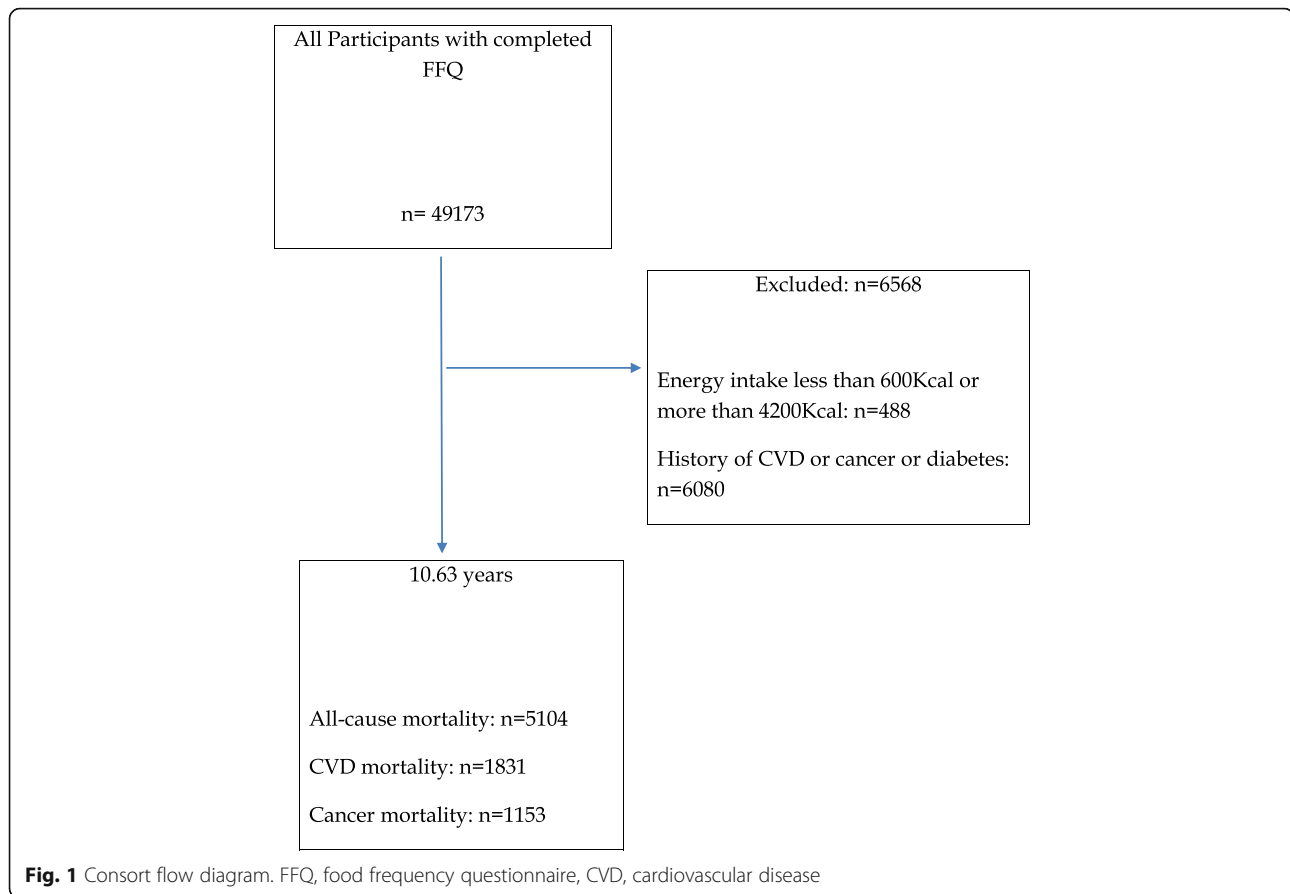 All Participants with completed
FFQ
n= 49173
Excluded: n=6568
Energy intake less than 600Kcal or
more than 4200Kcal: n=488
History of CVD or cancer or diabetes:
n=6080
10.63 years
All-cause mortality: n=5104
CVD mortality: n=1831
Cancer mortality: n=1153
Fig. 1 Consort flow diagram. FFQ, food frequency questionnaire, CVD, cardiovascular disease